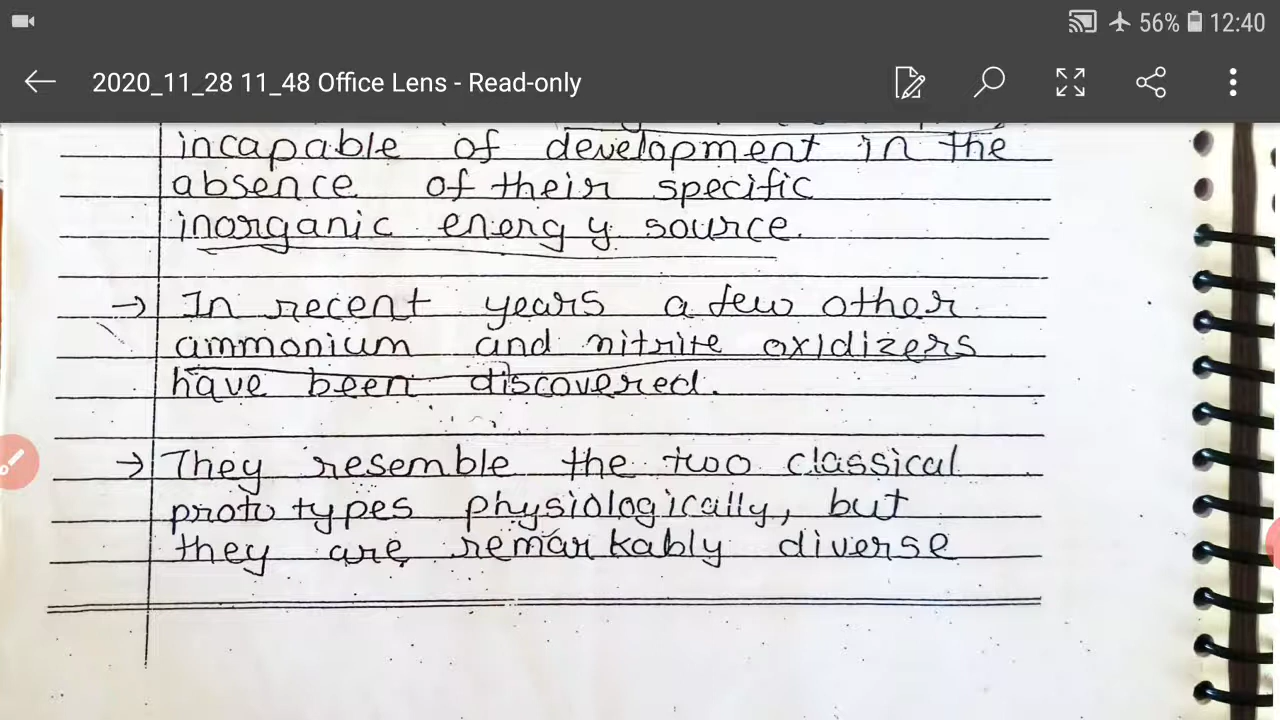 56% 12:40
2020_11_28 11_48 Office Lens - Read-only
incapable of development in the
absence of their specific
inorganic energy source.
→ In recent years a few other
ammonium and nitrite oxidizers
have been discovered.
→ They resemble the two classical
proto types physiologically, but
they are remarkably diverse